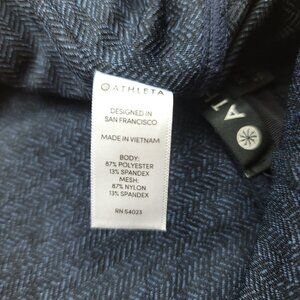 ATHLETA
DESIGNED IN
SAN FRANCISCO
MADE IN VIETNAM
BODY:
87% POLYESTER
13% SPANDEX
MESH:
87% NYLON
13% SPANDEX
RN 54023